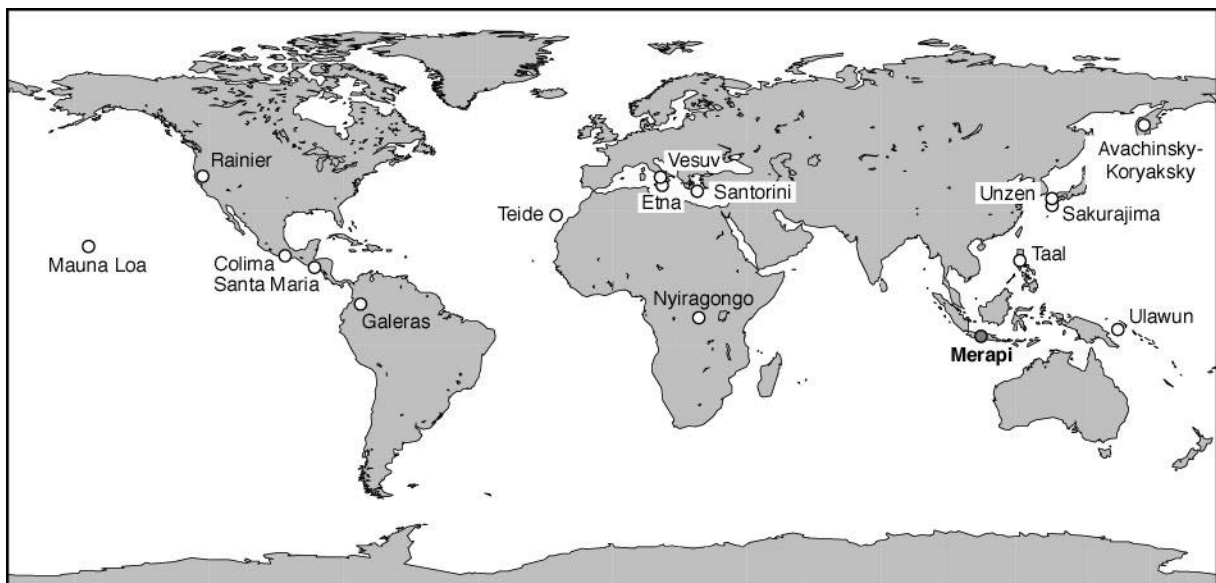 Rainier
Mauna Loa
Colima
Santa Maria
Galeras
Teide
Vesuv
Etna
Santorini
Nyiragongo
Avachinsky-
Koryaksky
Unzen
Sakurajima
Taal
Ulawun
Merapi